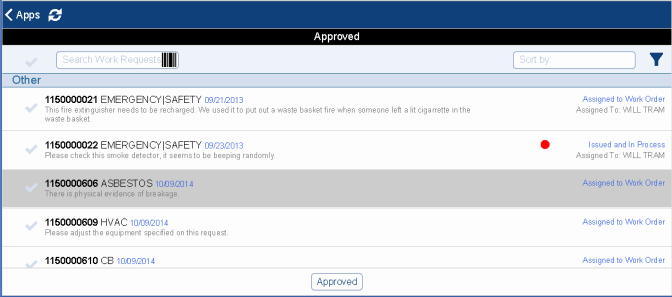 Apps
Approved
Search Work Requests
Sort by:
Other
1150000021 EMERGENCY|SAFETY 09/21/2013
Assigned to Work Order
This fire extinguisher needs to be recharged. We used it to put out a waste basket fire when someone left a lit cigarrette in the
Assigned To: WILL TRAM
waste basket.
1150000022 EMERGENCY|SAFETY 09/23/2013
Issued and In Process
Please check this smoke detector, it seems to be beeping randomly.
Assigned To: WILL TRAM
1150000606 ASBESTOS 10/09/2014
Assigned to Work Order
There is physical evidence of breakage.
1150000609 HVAC 10/09/2014
Assigned to Work Order
Please adjust the equipment specified on this request.
1150000610 CB 10/09/2014
Assigned to Work Order
Approved